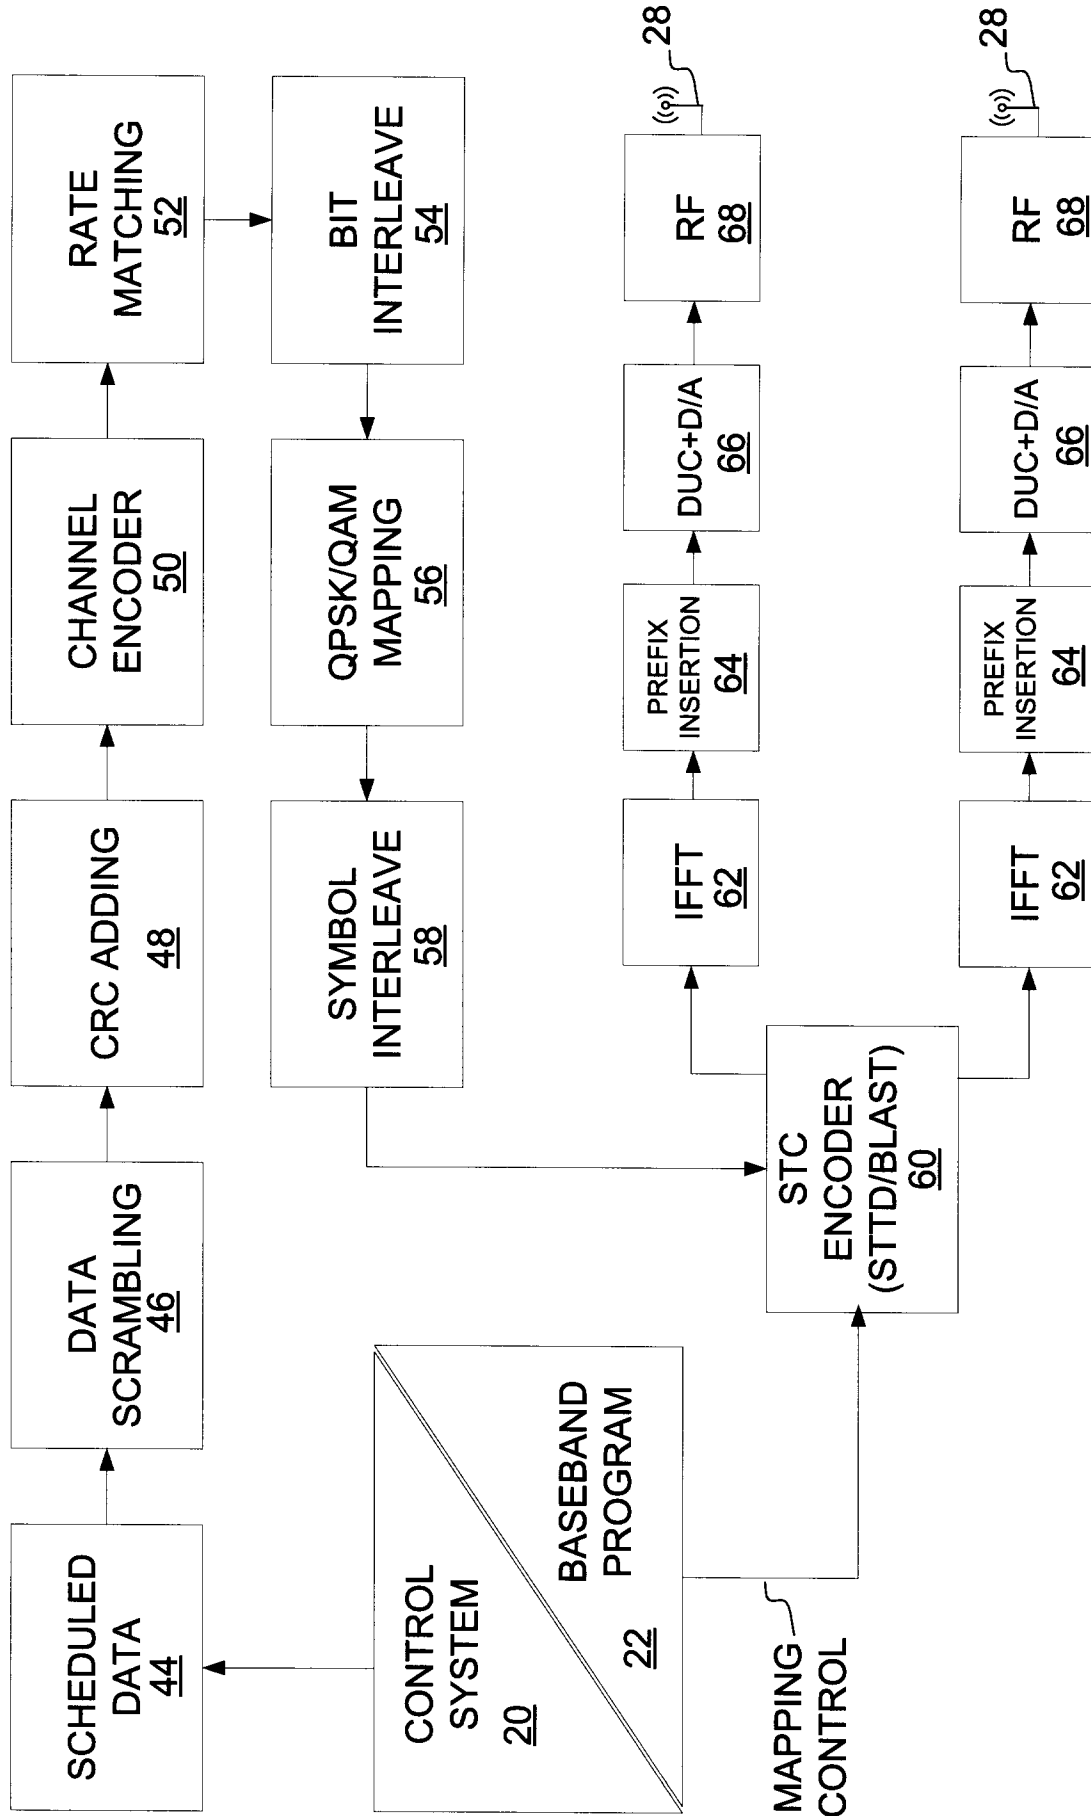 SCHEDULED
DATA
44
DATA
SCRAMBLING
46
CRC ADDING
48
CHANNEL
ENCODER
50
RATE
MATCHING
52
BIT
INTERLEAVE
54
QPSK/QAM
MAPPING
56
SYMBOL
INTERLEAVE
58
CONTROL
SYSTEM
20
BASEBAND
PROGRAM
22
MAPPING
CONTROL
STC
ENCODER
(STTD/BLAST)
60
IFFT
62
PREFIX
INSERTION
64
DUC+D/A
66
RF
68
28
IFFT
62
PREFIX
INSERTION
64
DUC+D/A
66
RF
68
28